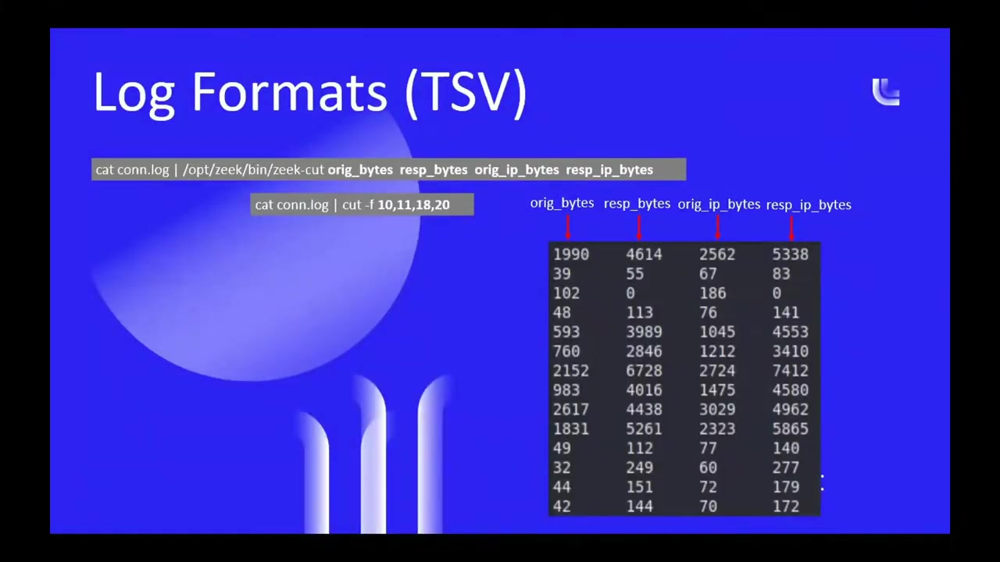 Log Formats (TSV)
cat conn.log | /opt/zeek/bin/zeek-cut orig_bytes resp_bytes orig_ip_bytes resp_ip_bytes
cat conn.log | cut -f 10,11,18,20
orig_bytes resp_bytes orig_ip_bytes resp_ip_bytes
1990 4614 2562 5338
39 55 67 83
102 0 186 0
48 113 76 141
593 3989 1045 4553
760 2846 1212 3410
2152 6728 2724 7412
983 4016 1475 4580
2617 4438 3029 4962
1831 5261 2323 5865
49 112 77 140
32 249 60 277
44 151 72 179
42 144 70 172